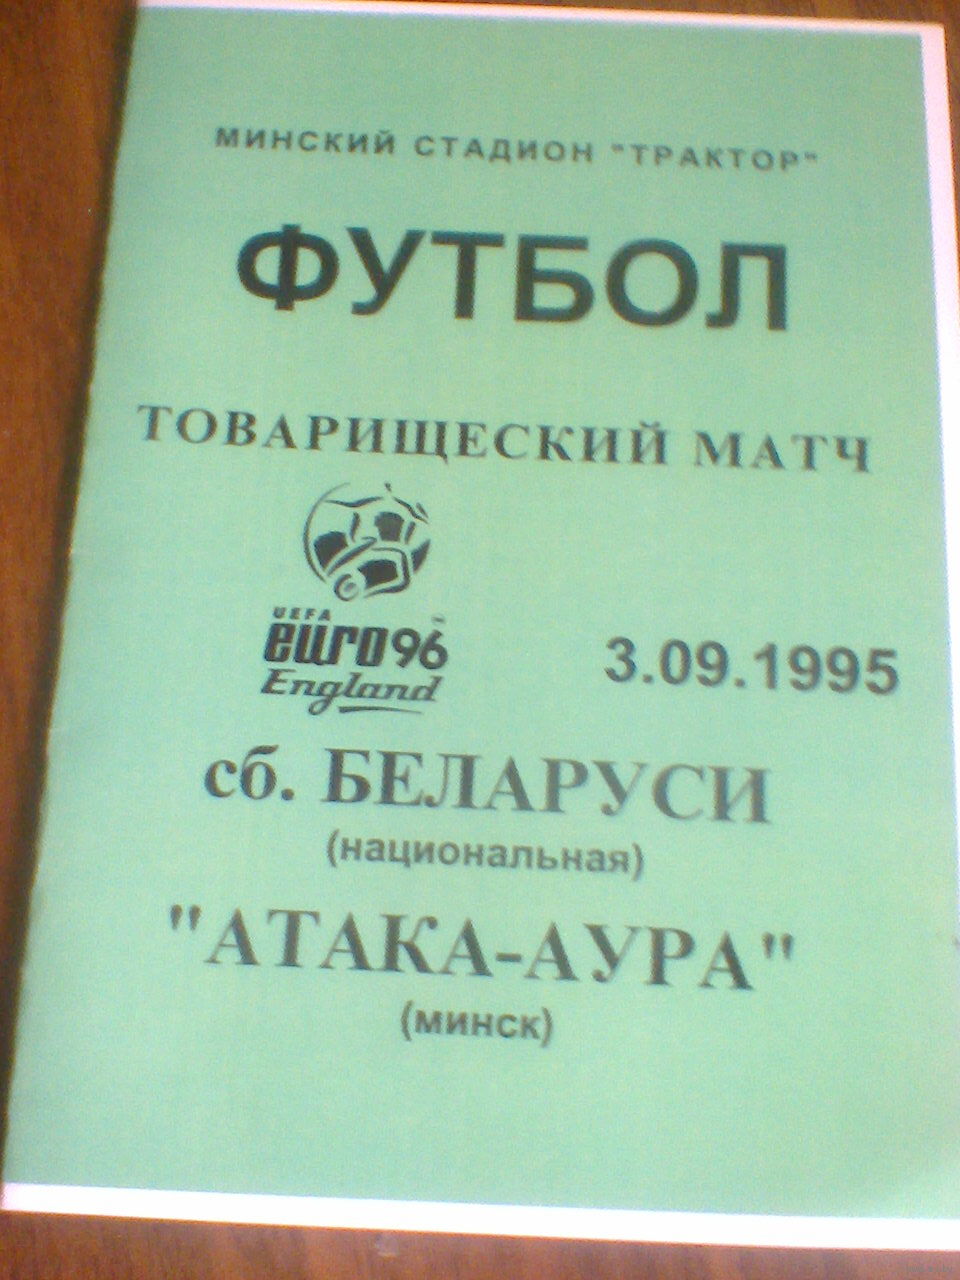 МИНСКИЙ СТАДИОН "ТРАКТОР"
ФУТБОЛ
ТОВАРИЩЕСКИЙ МАТЧ
UEFA
euro96
England
3.09.1995
сб. БЕЛАРУСИ
(национальная)
"АТАКА-АУРА"
(минск)